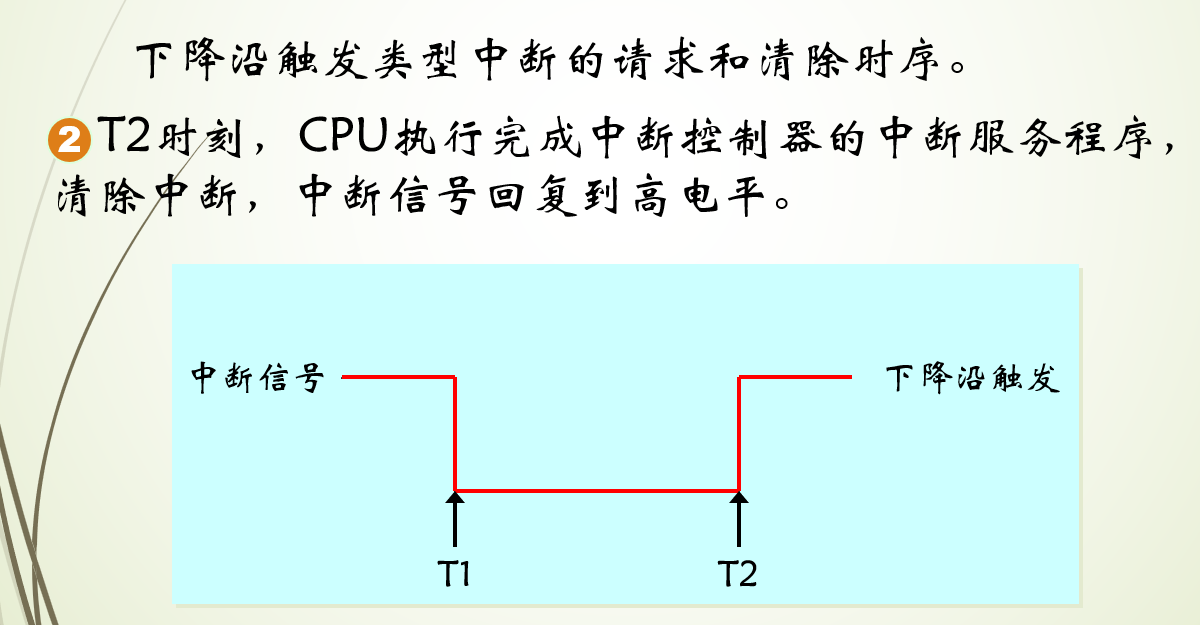 下降沿触发类型中断的请求和清除时序。
2 T2时刻，CPU执行完成中断控制器的中断服务程序，
清除中断，中断信号回复到高电平。
中断信号 下降沿触发
T1 T2